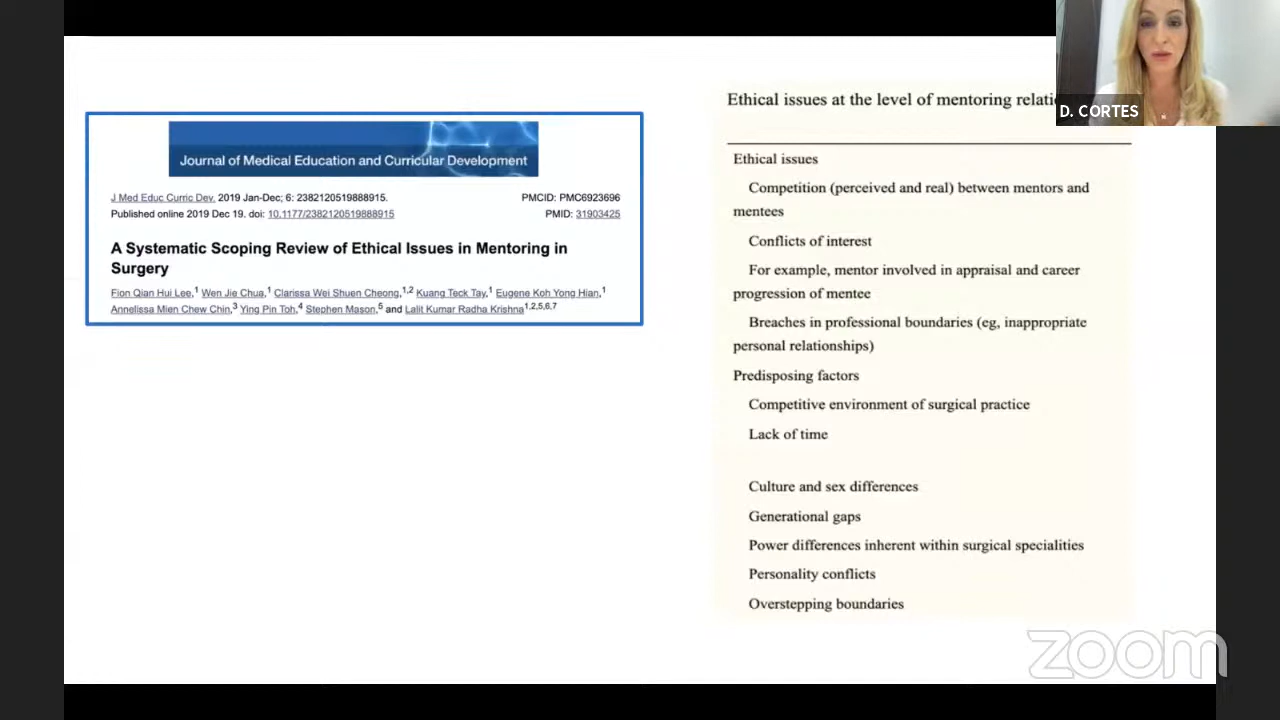 Journal of Medical Education and Curricular Development
J Med Educ Curric Dev. 2019 Jan-Dec; 6: 2382120519888915.
PMCID: PMC6923696
Published online 2019 Dec 19. doi: 10.1177/2382120519888915
PMID: 31903425
A Systematic Scoping Review of Ethical Issues in Mentoring in
Surgery
Fion Qian Hui Lee,1 Wen Jie Chua,1 Clarissa Wei Shuen Cheong,1,2 Kuang Teck Tay,1 Eugene Koh Yong Hian,1
Annelissa Mien Chew Chin,3 Ying Pin Toh,4 Stephen Mason,5 and Lalit Kumar Radha Krishna1,2,5,6,7
Ethical issues at the level of mentoring
Ethical issues
Competition (perceived and real) between mentors and
mentees
Conflicts of interest
For example, mentor involved in appraisal and career
progression of mentee
Breaches in professional boundaries (eg, inappropriate
personal relationships)
Predisposing factors
Competitive environment of surgical practice
Lack of time
Culture and sex differences
Generational gaps
Power differences inherent within surgical specialities
Personality conflicts
Overstepping boundaries
D. CORTES
zoom